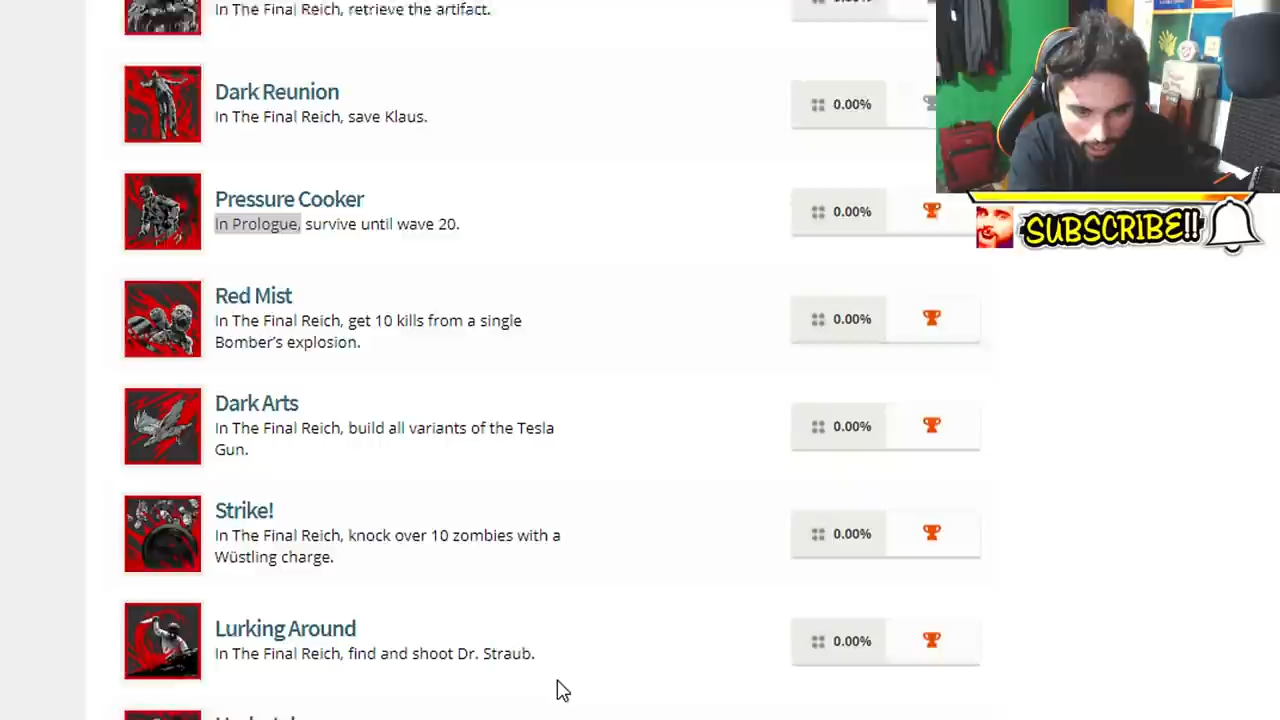 In The Final Reich, retrieve the artifact.
Dark Reunion
In The Final Reich, save Klaus.
0.00%
Pressure Cooker
In Prologue, survive until wave 20.
0.00%
SUBSCRIBE!!
Red Mist
In The Final Reich, get 10 kills from a single
Bomber's explosion.
0.00%
Dark Arts
In The Final Reich, build all variants of the Tesla
Gun.
0.00%
Strike!
In The Final Reich, knock over 10 zombies with a
Wüstling charge.
0.00%
Lurking Around
In The Final Reich, find and shoot Dr. Straub.
0.00%